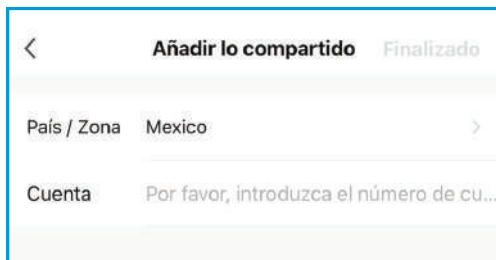 Añadir lo compartido Finalizado
País / Zona Mexico
Cuenta Por favor, introduzca el número de cu...